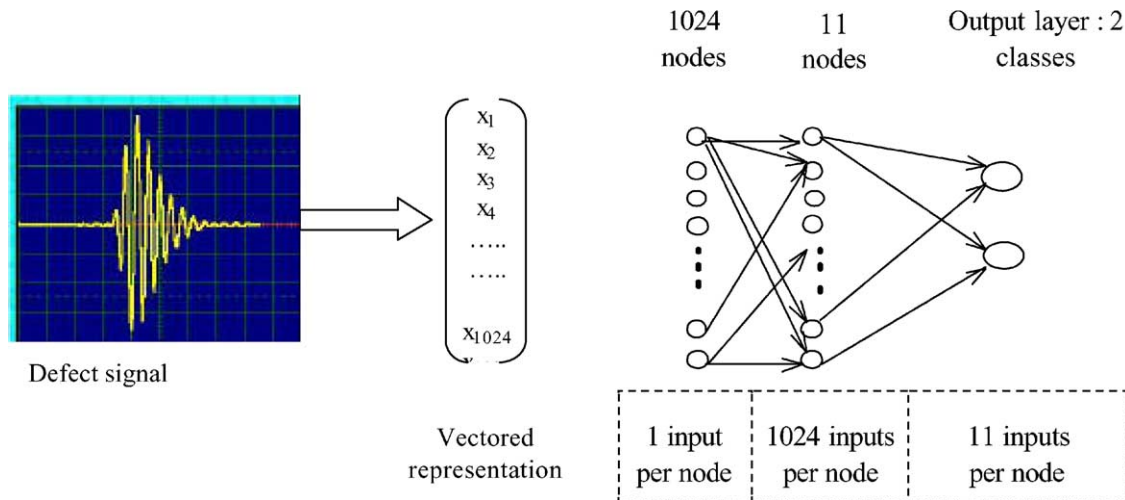 1024
nodes
11
nodes
Output layer : 2
classes
x1
x2
x3
x4
.....
.....
x1024
Defect signal
Vectored
representation
1 input
per node
1024 inputs
per node
11 inputs
per node